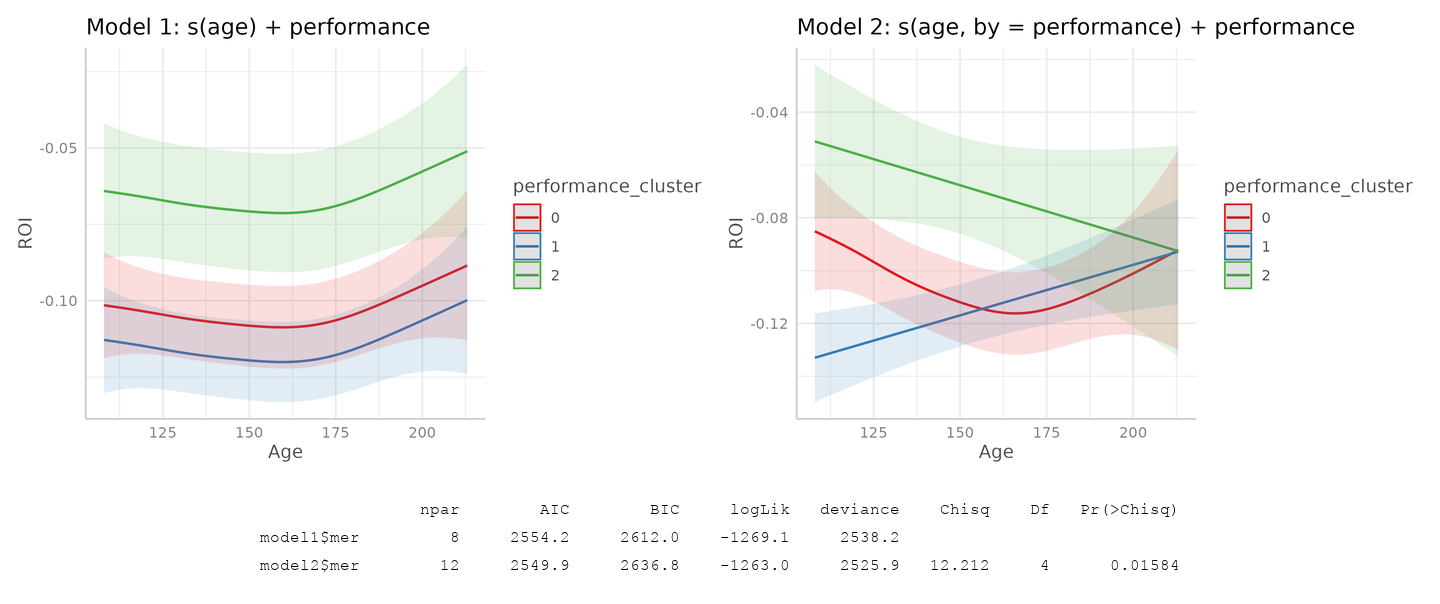 Model 1: s(age) + performance
-0.05
-0.10
ROI
125 150 175 200
Age
performance_cluster
0
1
2
Model 2: s(age, by = performance) + performance
-0.04
-0.08
-0.12
ROI
125 150 175 200
Age
performance_cluster
0
1
2
npar AIC BIC logLik deviance Chisq Df Pr(>Chisq)
model1$mer 8 2554.2 2612.0 -1269.1 2538.2
model2$mer 12 2549.9 2636.8 -1263.0 2525.9 12.212 4 0.01584